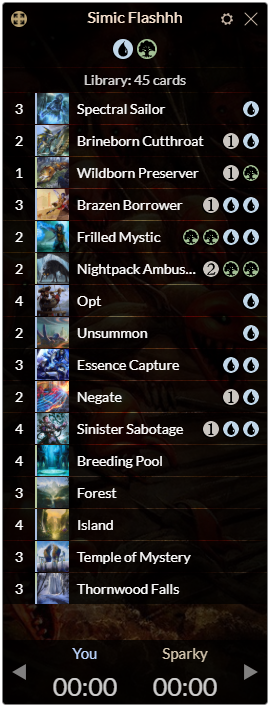 Simic Flashhh
Library: 45 cards
3 Spectral Sailor
2 Brineborn Cutthroat 1
1 Wildborn Preserver 1
3 Brazen Borrower 1
2 Frilled Mystic
2 Nightpack Ambus... 2
4 Opt
2 Unsummon
3 Essence Capture
2 Negate 1
4 Sinister Sabotage 1
4 Breeding Pool
3 Forest
4 Island
3 Temple of Mystery
3 Thornwood Falls
You Sparky
00:00 00:00